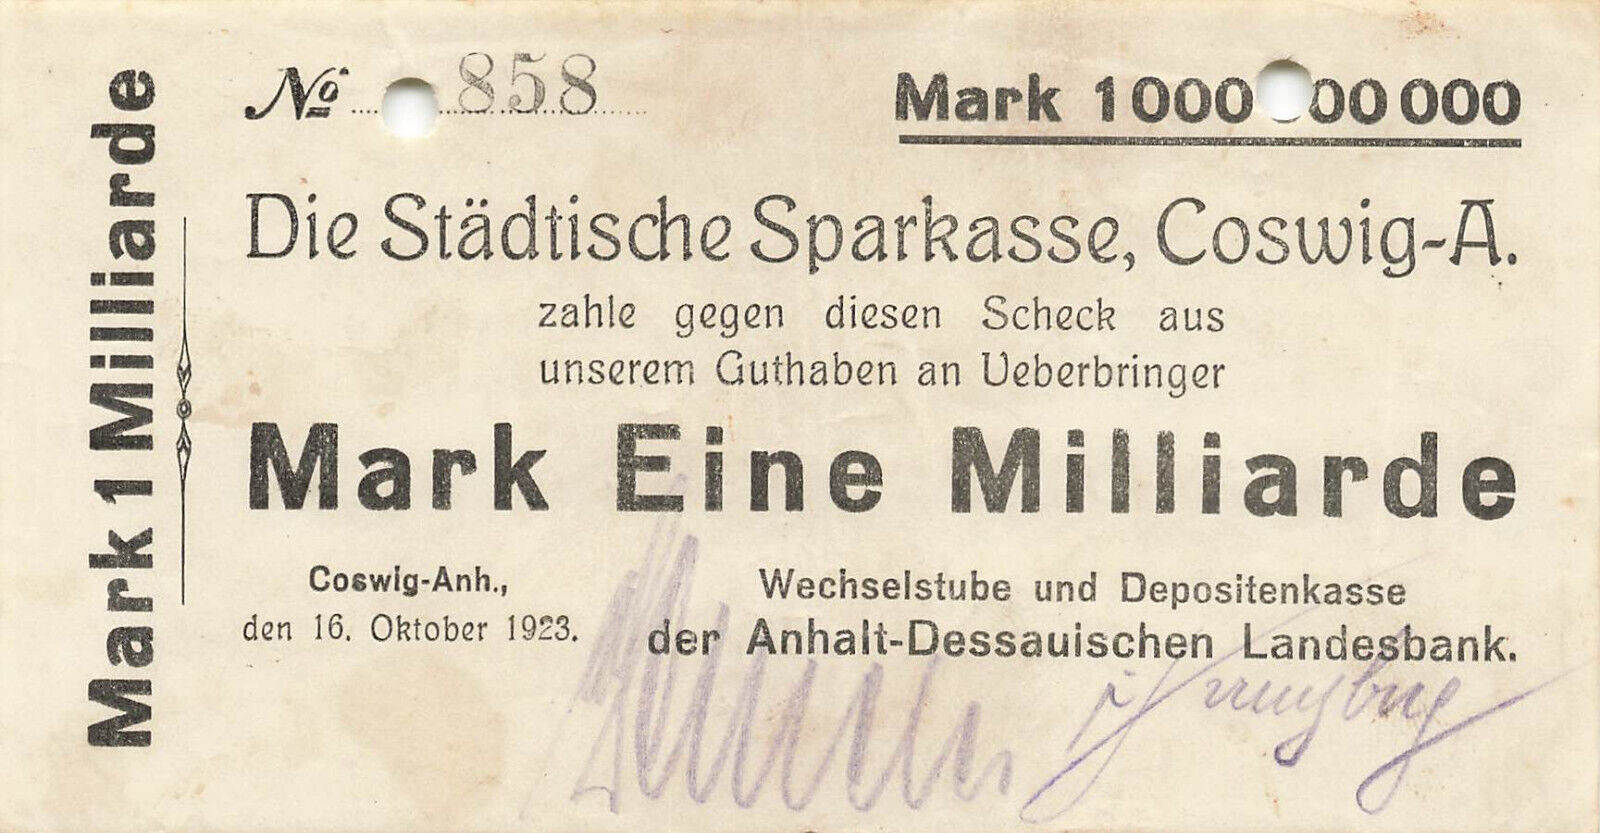 Mark 1 Milliarde
№ 858
Mark 1000 00 000
Die Städtische Sparkasse, Coswig-A.
zahle gegen diesen Scheck aus
unserem Guthaben an Ueberbringer
Mark Eine Milliarde
Coswig-Anh.,
den 16. Oktober 1923.
Wechselstube und Depositenkasse
der Anhalt-Dessauischen Landesbank.